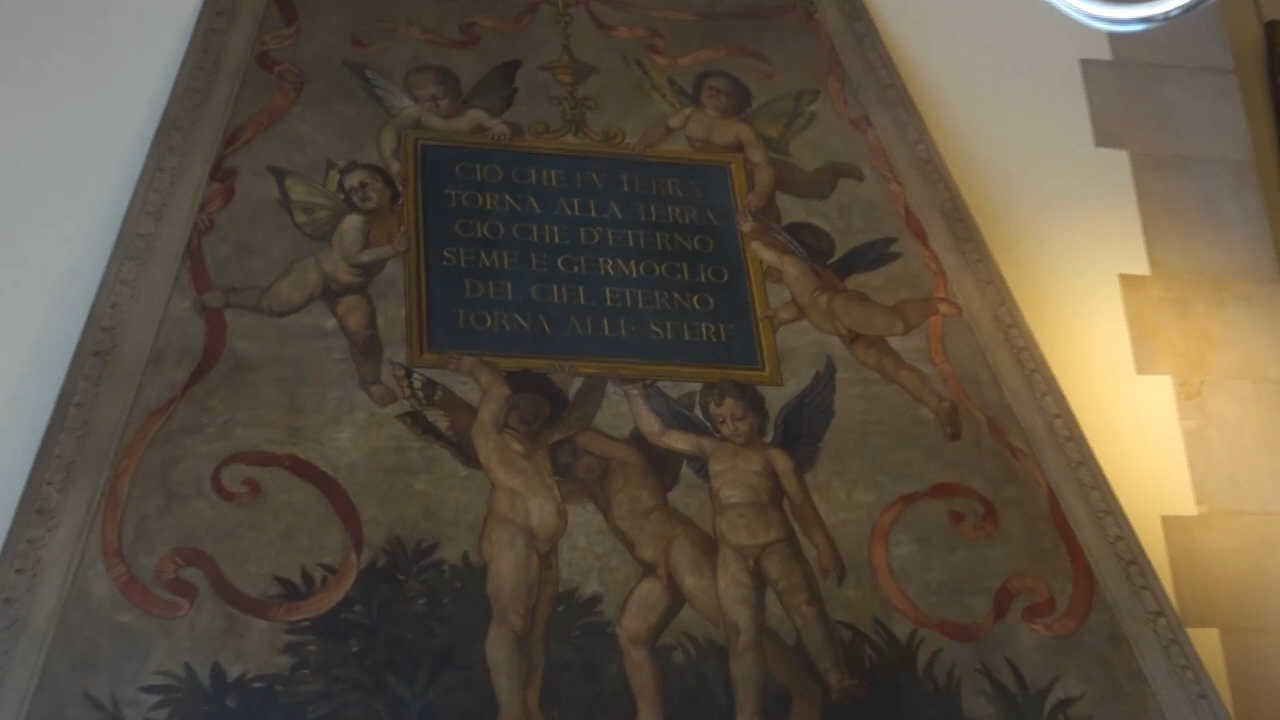 CIO CHE FV TERRA
TORNA ALLA TERRA
CIO CHE D'ETERNO
SEME E GERMOGLIO
DEL CIEL ETERNO
TORNA ALLE SFERE